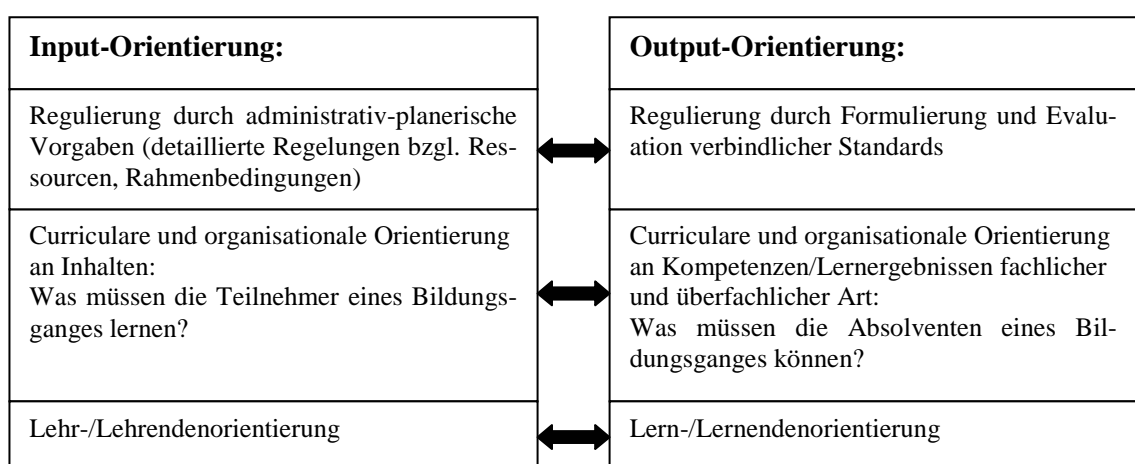 Input-Orientierung:
Regulierung durch administrativ-planerische
Vorgaben (detaillierte Regelungen bzgl. Res-
sourcen, Rahmenbedingungen)
Curriculare und organisationale Orientierung
an Inhalten:
Was müssen die Teilnehmer eines Bildungs-
ganges lernen?
Lehr-/Lehrendenorientierung
Output-Orientierung:
Regulierung durch Formulierung und Evalu-
ation verbindlicher Standards
Curriculare und organisationale Orientierung
an Kompetenzen/Lernergebnissen fachlicher
und überfachlicher Art:
Was müssen die Absolventen eines Bil-
dungsganges können?
Lern-/Lernendenorientierung